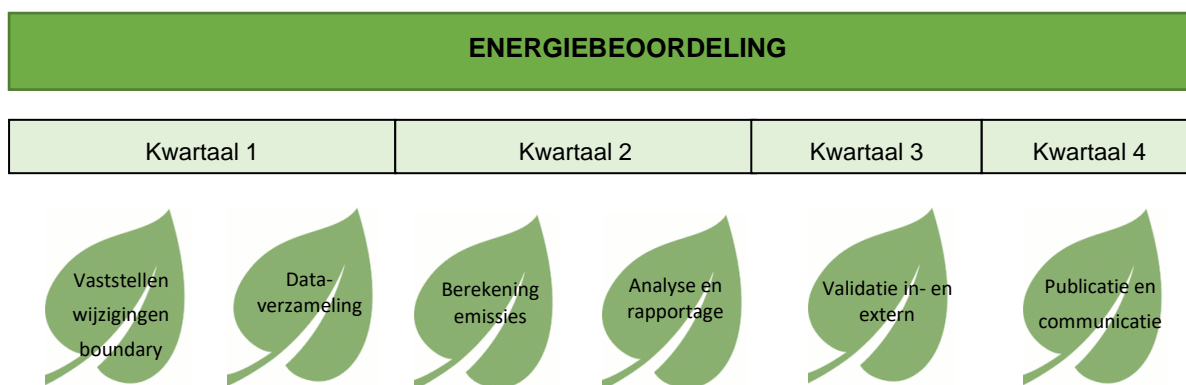 ENERGIEBEOORDELING
Kwartaal 1
Kwartaal 2
Kwartaal 3
Kwartaal 4
Vaststellen
wijzigingen
boundary
Data-
verzameling
Berekening
emissies
Analyse en
rapportage
Validatie in- en
extern
Publicatie en
communicatie